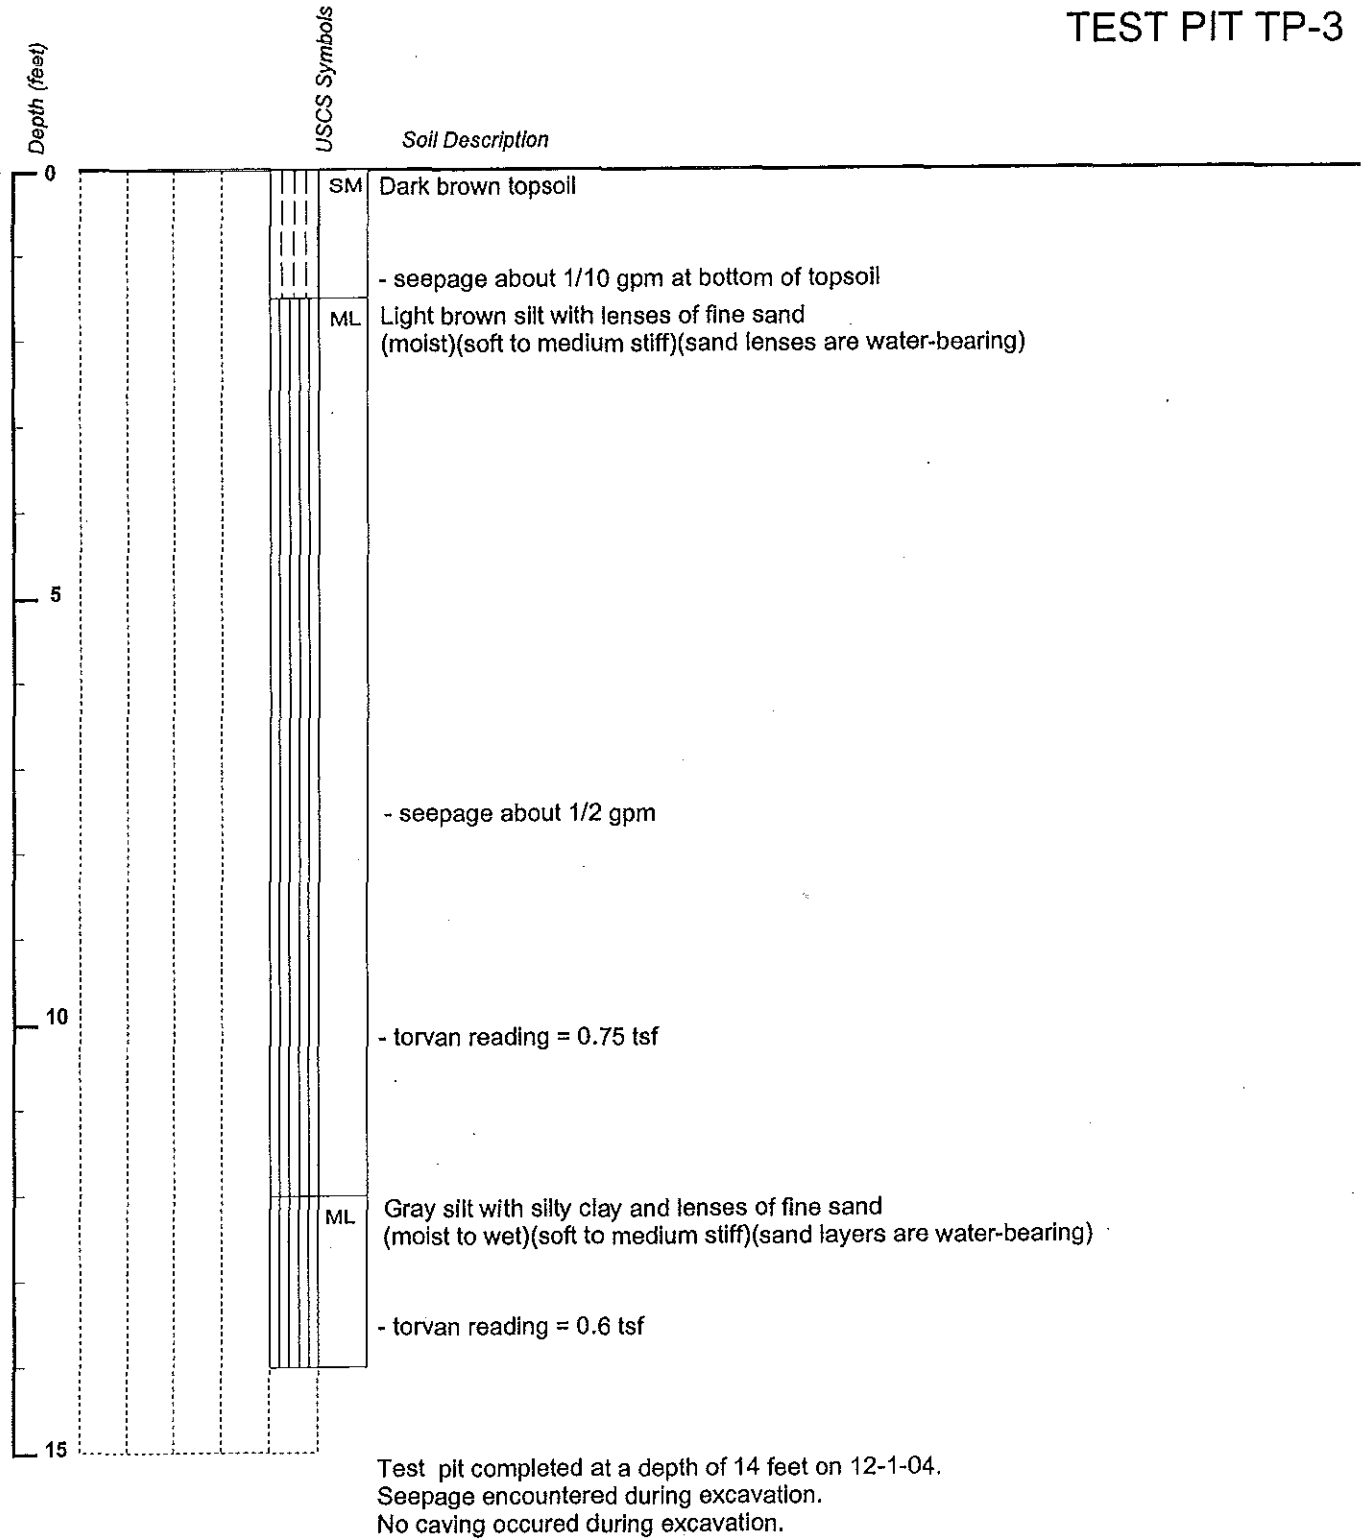 TEST PIT TP-3
Depth (feet)
USCS Symbols
Soil Description
0
SM Dark brown topsoil
- seepage about 1/10 gpm at bottom of topsoil
ML Light brown silt with lenses of fine sand
(moist)(soft to medium stiff)(sand lenses are water-bearing)
5
- seepage about 1/2 gpm
10
- torvan reading = 0.75 tsf
ML Gray silt with silty clay and lenses of fine sand
(moist to wet)(soft to medium stiff)(sand layers are water-bearing)
- torvan reading = 0.6 tsf
15
Test pit completed at a depth of 14 feet on 12-1-04.
Seepage encountered during excavation.
No caving occured during excavation.